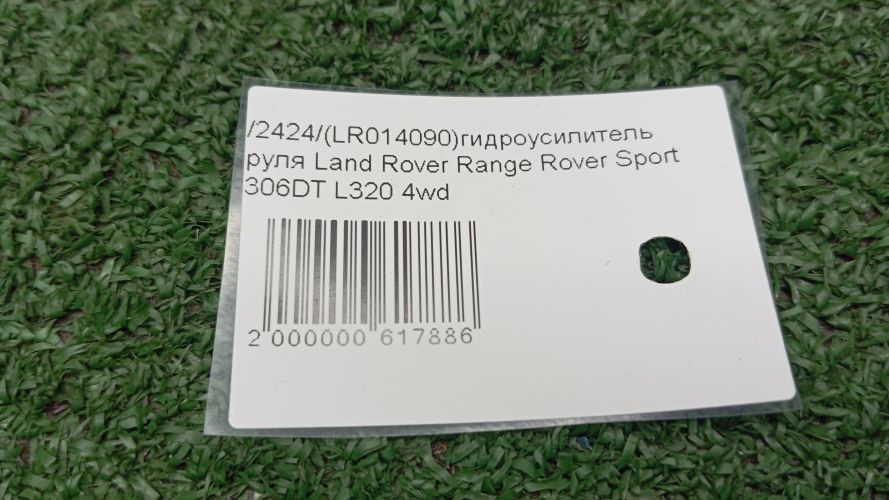 /2424/(LR014090)гидроусилитель
руля Land Rover Range Rover Sport
306DT L320 4wd
2 000000 617886